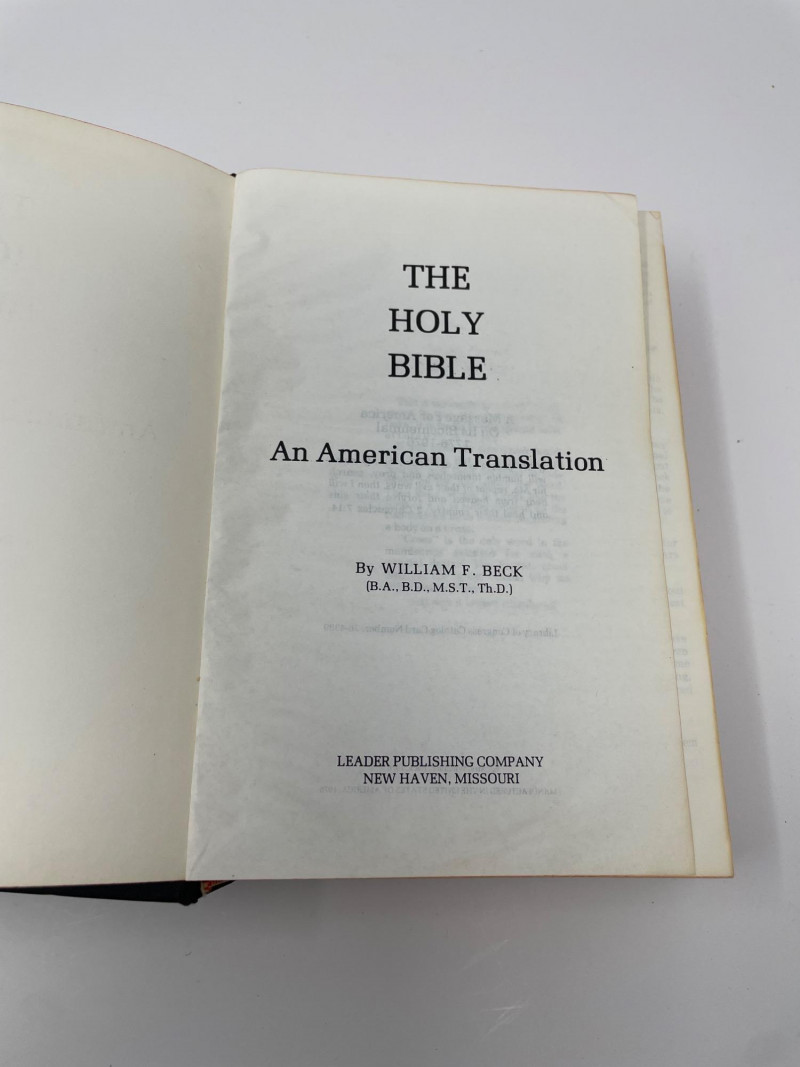 THE
HOLY
BIBLE
An American Translation
By WILLIAM F. BECK
(B.A., B.D., M.S.T., Th.D.)
LEADER PUBLISHING COMPANY
NEW HAVEN, MISSOURI